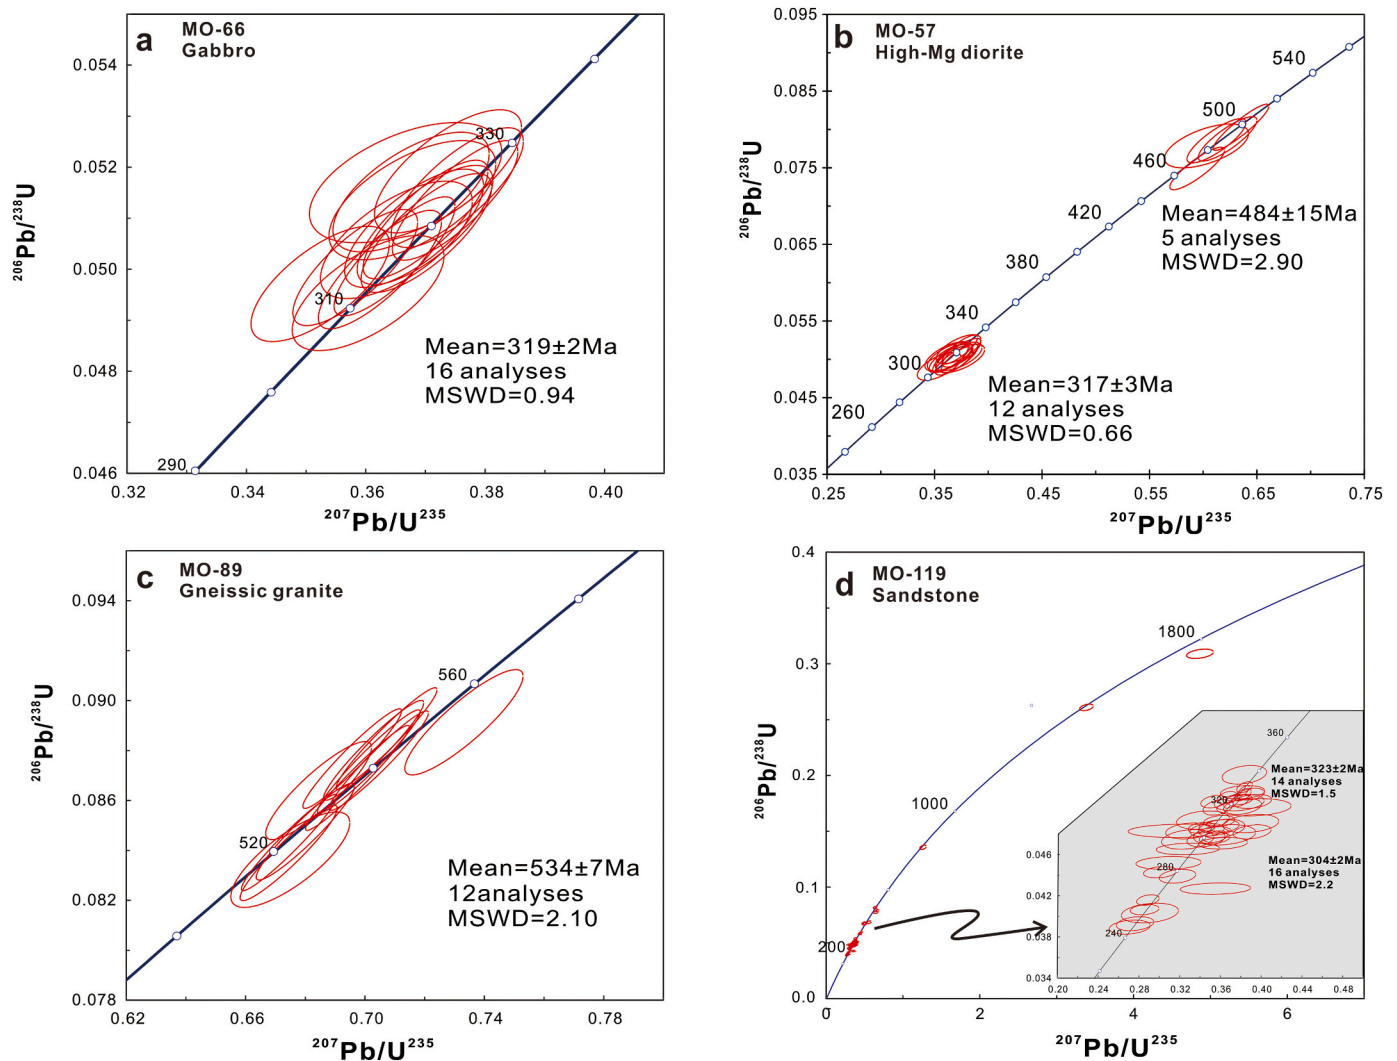 a
MO-66
Gabbro
0.054
0.052
0.050
0.048
0.046
330
310
290
Mean=319±2Ma
16 analyses
MSWD=0.94
0.32
0.34
0.36
0.38
0.40
206Pb/238U
207Pb/U235
b
MO-57
High-Mg diorite
0.095
0.085
0.075
0.065
0.055
0.045
0.035
540
500
460
420
380
340
300
260
Mean=484±15Ma
5 analyses
MSWD=2.90
Mean=317±3Ma
12 analyses
MSWD=0.66
0.25
0.35
0.45
0.55
0.65
0.75
206Pb/238U
207Pb/U235
c
MO-89
Gneissic granite
0.094
0.090
0.086
0.082
0.078
560
520
Mean=534±7Ma
12analyses
MSWD=2.10
0.62
0.66
0.70
0.74
0.78
206Pb/238U
207Pb/U235
d
MO-119
Sandstone
0.4
0.3
0.2
0.1
0.0
1800
1000
200
0
2
4
6
206Pb/238U
207Pb/U235
360
320
280
240
Mean=323±2Ma
14 analyses
MSWD=1.5
Mean=304±2Ma
16 analyses
MSWD=2.2
0.046
0.042
0.038
0.034
0.20
0.24
0.28
0.32
0.36
0.40
0.44
0.48